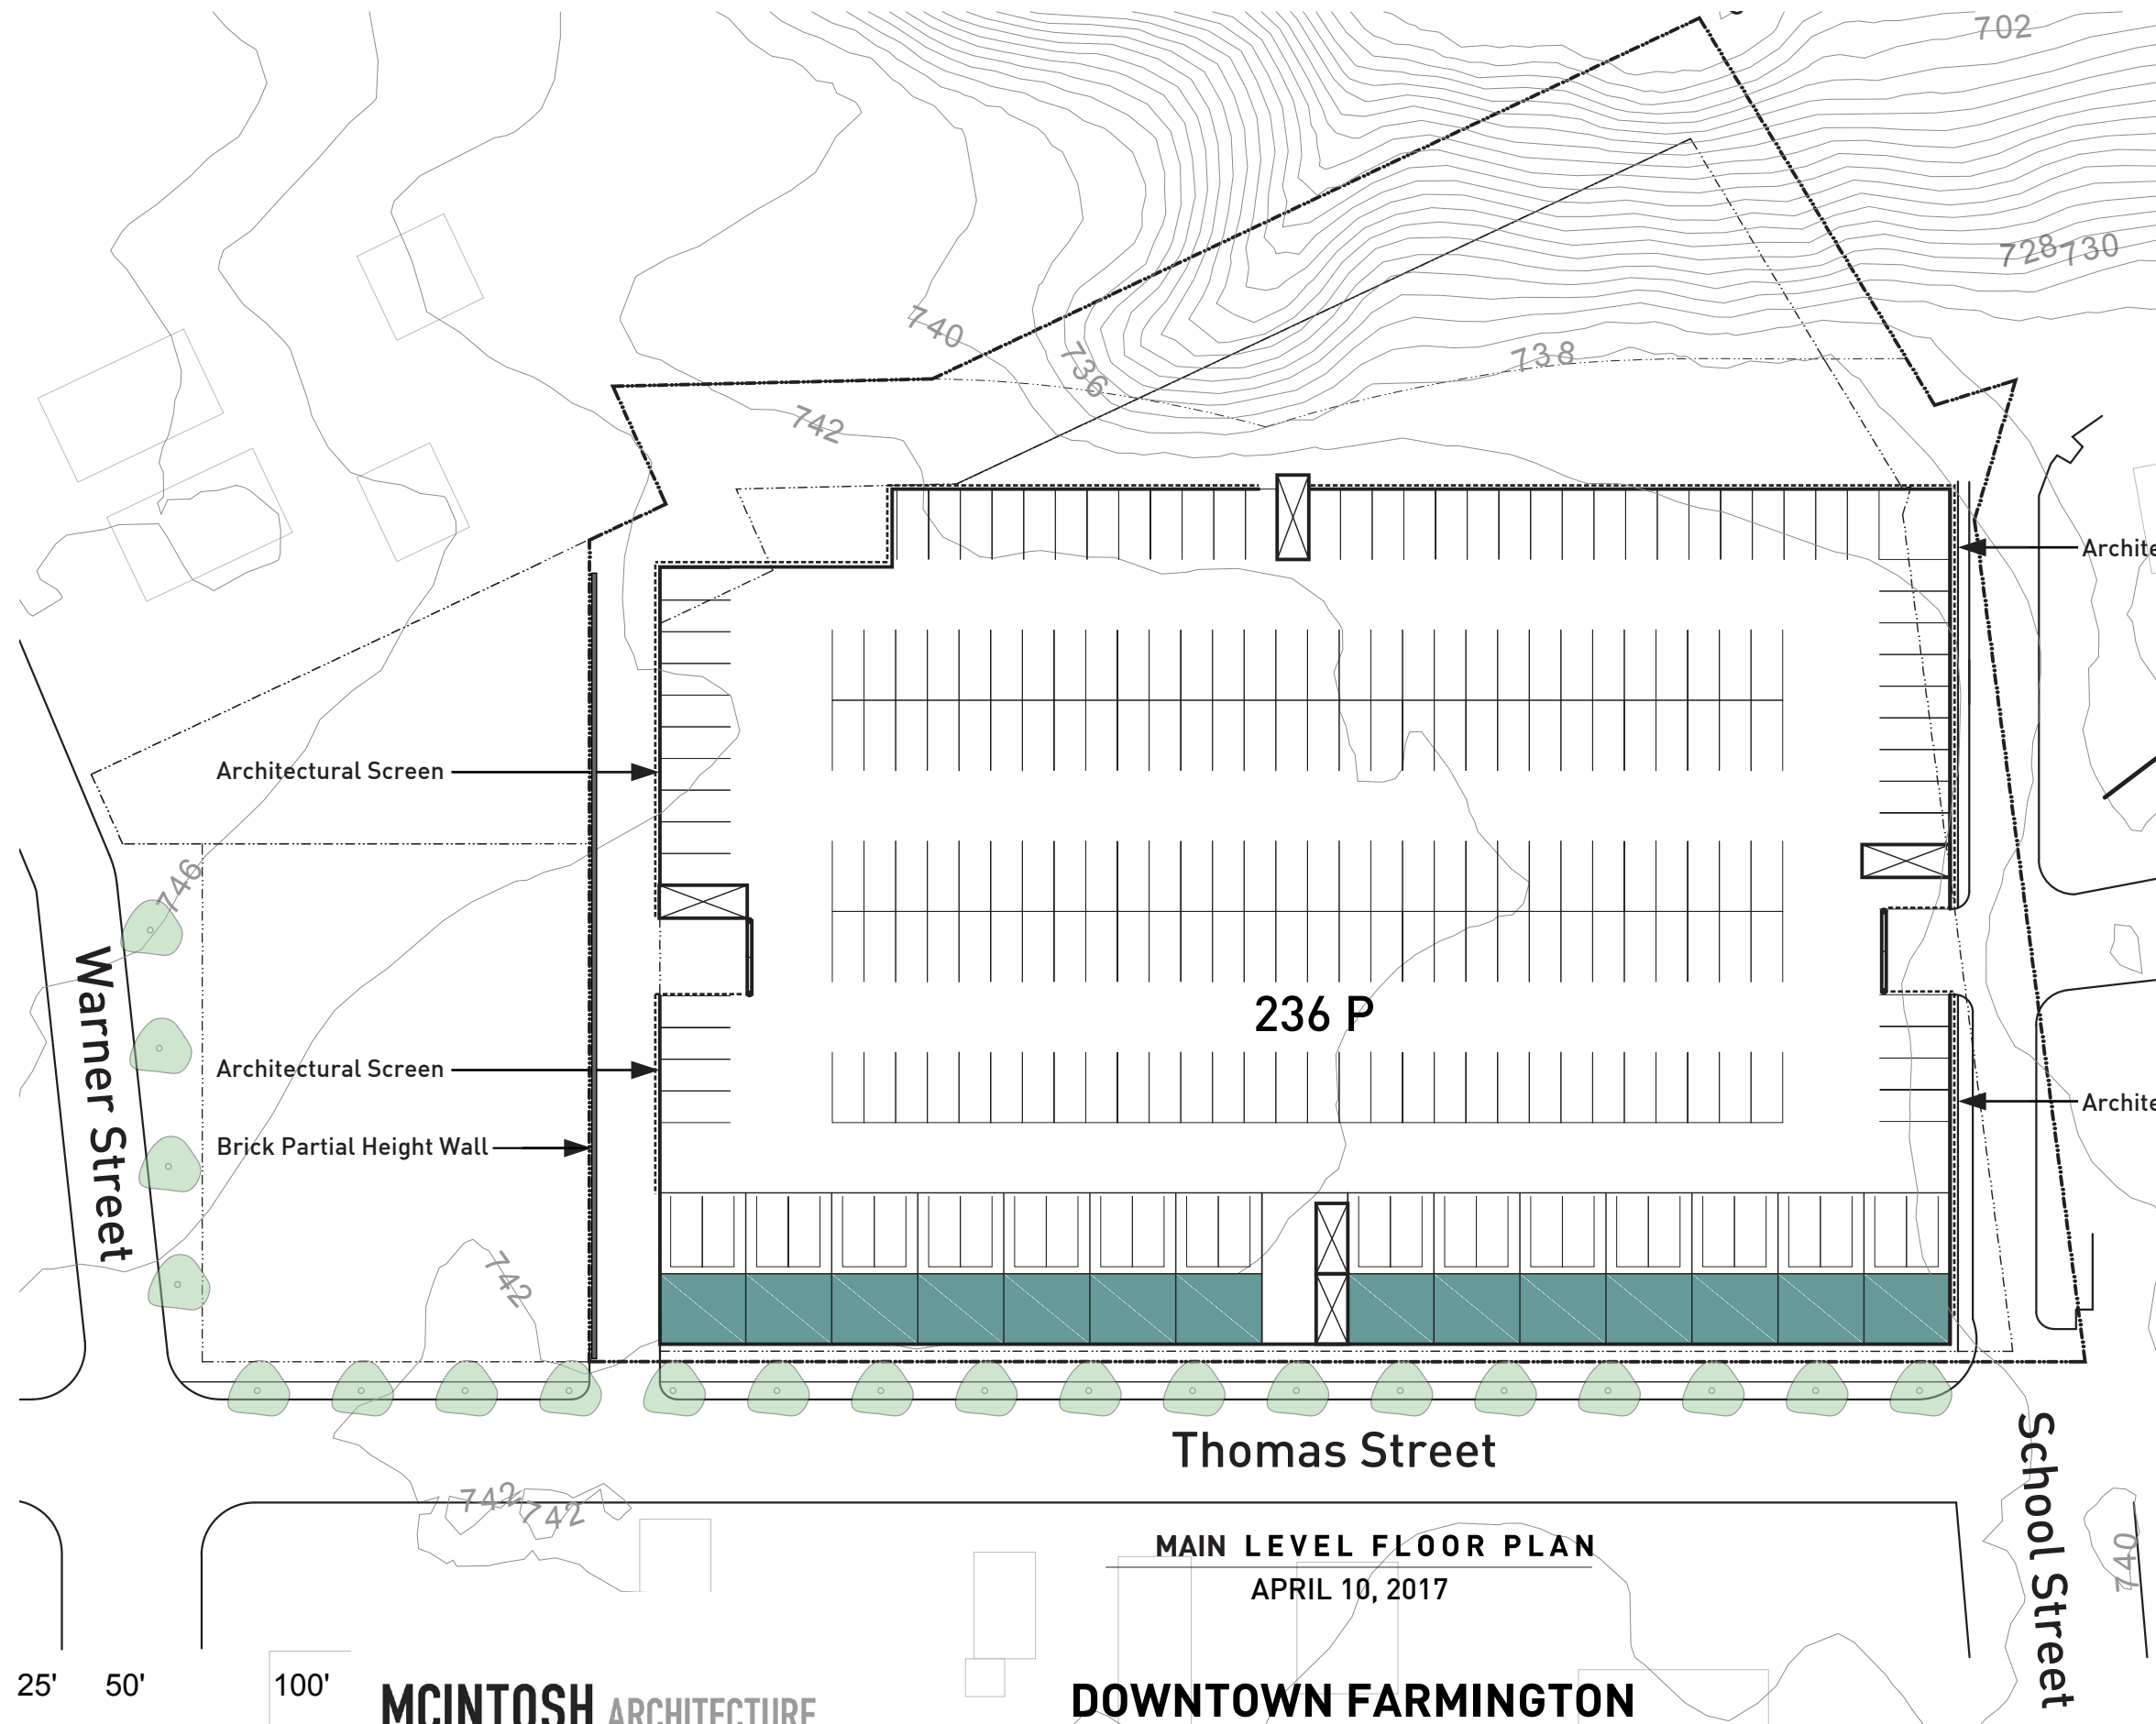 702
728
730
740
736
738
742
Archite
Architectural Screen
746
Warner Street
236 P
Architectural Screen
Archite
Brick Partial Height Wall
742
Thomas Street
School Street
742
742
MAIN LEVEL FLOOR PLAN
740
APRIL 10, 2017
25' 50' 100'
MCINTOSH ARCHITECTURE
DOWNTOWN FARMINGTON